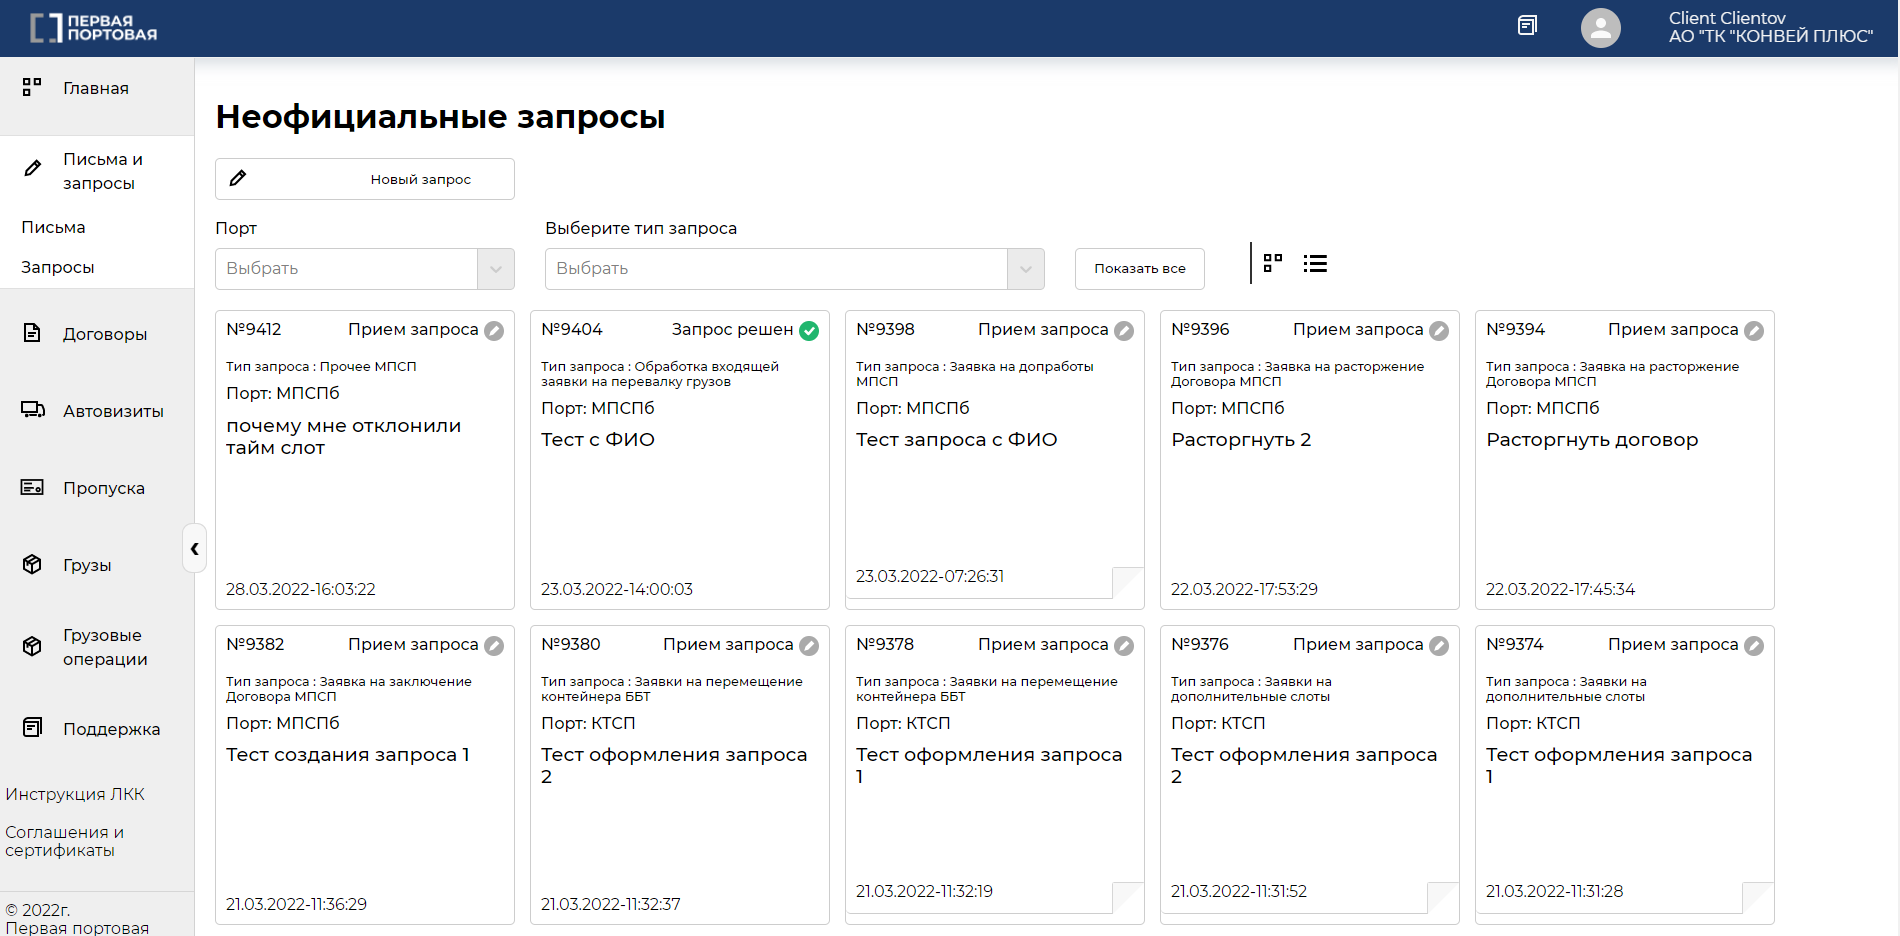 ПЕРВАЯ
ПОРТОВАЯ
Client Clientov
АО "ТК "КОНВЕЙ ПЛЮС"
Главная
Письма и
запросы
Письма
Запросы
Договоры
Автовизиты
Пропуска
Грузы
Грузовые
операции
Поддержка
Инструкция ЛКК
Соглашения и
сертификаты
© 2022г.
Первая портовая
Неофициальные запросы
Новый запрос
Порт
Выберите тип запроса
Выбрать
Выбрать
Показать все
№9412 Прием запроса
Тип запроса : Прочее МПСП
Порт: МПСПб
почему мне отклонили
тайм слот
28.03.2022-16:03:22
№9404 Запрос решен
Тип запроса : Обработка входящей
заявки на перевалку грузов
Порт: МПСПб
Тест с ФИО
23.03.2022-14:00:03
№9398 Прием запроса
Тип запроса : Заявка на допработы
МПСП
Порт: МПСПб
Тест запроса с ФИО
23.03.2022-07:26:31
№9396 Прием запроса
Тип запроса : Заявка на расторжение
Договора МПСП
Порт: МПСПб
Расторгнуть 2
22.03.2022-17:53:29
№9394 Прием запроса
Тип запроса : Заявка на расторжение
Договора МПСП
Порт: МПСПб
Расторгнуть договор
22.03.2022-17:45:34
№9382 Прием запроса
Тип запроса : Заявка на заключение
Договора МПСП
Порт: МПСПб
Тест создания запроса 1
21.03.2022-11:36:29
№9380 Прием запроса
Тип запроса : Заявки на перемещение
контейнера ББТ
Порт: КТСП
Тест оформления запроса
2
21.03.2022-11:32:37
№9378 Прием запроса
Тип запроса : Заявки на перемещение
контейнера ББТ
Порт: КТСП
Тест оформления запроса
1
21.03.2022-11:32:19
№9376 Прием запроса
Тип запроса : Заявки на
дополнительные слоты
Порт: КТСП
Тест оформления запроса
2
21.03.2022-11:31:52
№9374 Прием запроса
Тип запроса : Заявки на
дополнительные слоты
Порт: КТСП
Тест оформления запроса
1
21.03.2022-11:31:28